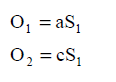 O₁ = aS₁
O₂ = cS₁